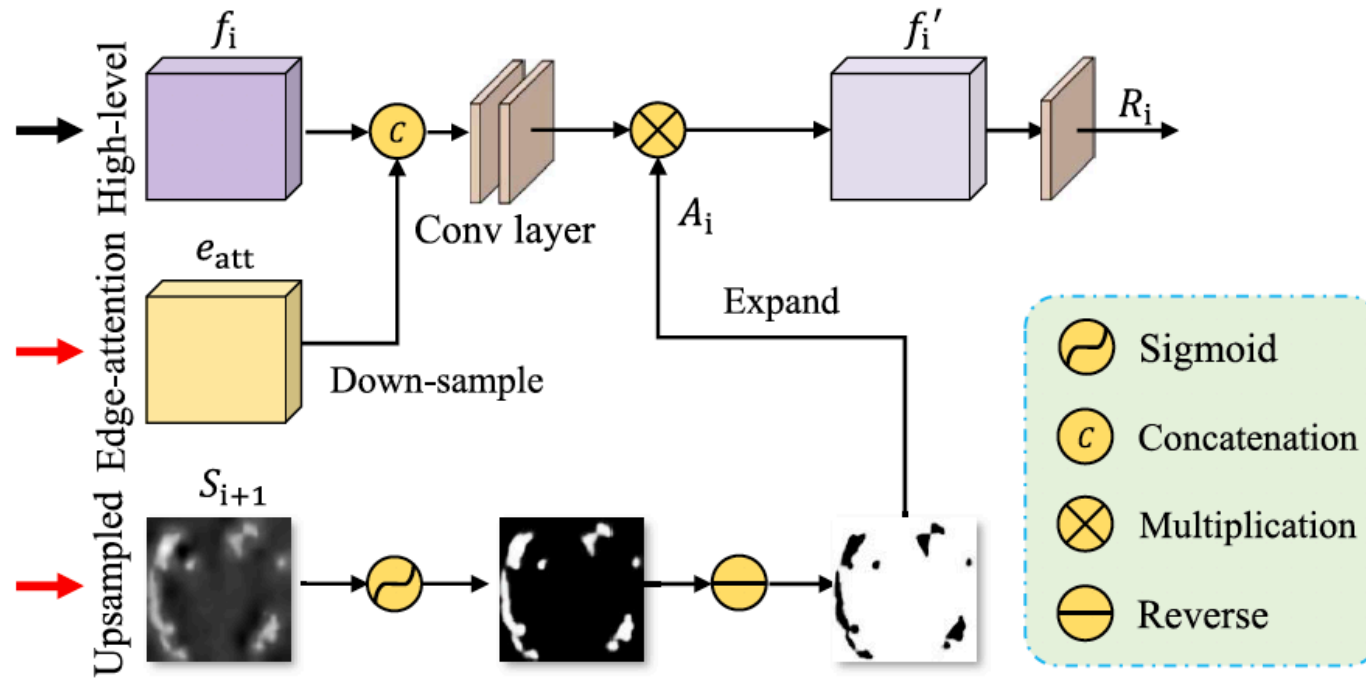 High-level
f_i
C
Conv layer
A_i
f_i′
R_i
Edge-attention
e_att
Down-sample
Expand
Upsampled
S_{i+1}
Sigmoid
C Concatenation
Multiplication
Reverse